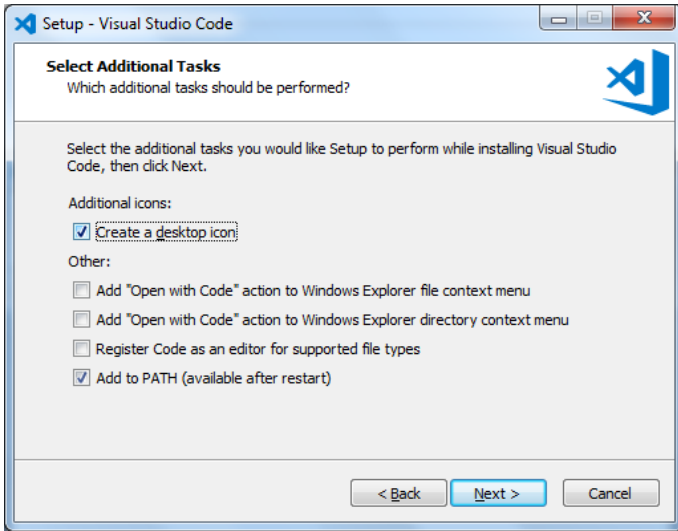 Setup - Visual Studio Code
Select Additional Tasks
Which additional tasks should be performed?
Select the additional tasks you would like Setup to perform while installing Visual Studio
Code, then click Next.
Additional icons:
Create a desktop icon
Other:
Add "Open with Code" action to Windows Explorer file context menu
Add "Open with Code" action to Windows Explorer directory context menu
Register Code as an editor for supported file types
Add to PATH (available after restart)
< Back Next > Cancel